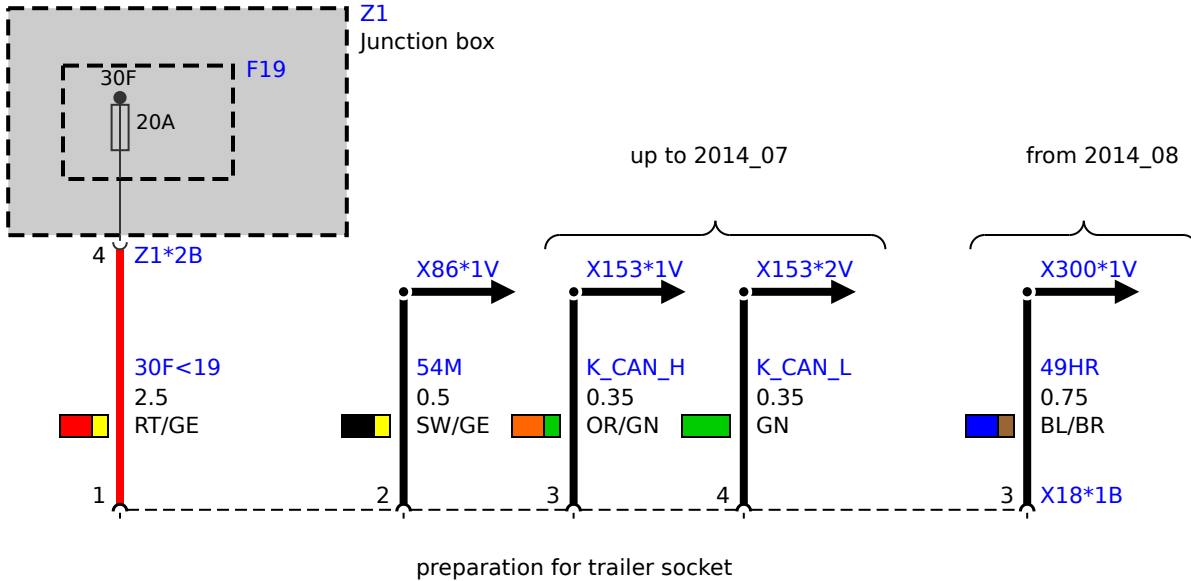 Z1
Junction box
F19
30F
20A
up to 2014_07
from 2014_08
4
Z1*2B
X86*1V
X153*1V
X153*2V
X300*1V
30F<19
2.5
RT/GE
54M
0.5
SW/GE
K_CAN_H
0.35
OR/GN
K_CAN_L
0.35
GN
49HR
0.75
BL/BR
1
2
3
4
3
X18*1B
preparation for trailer socket